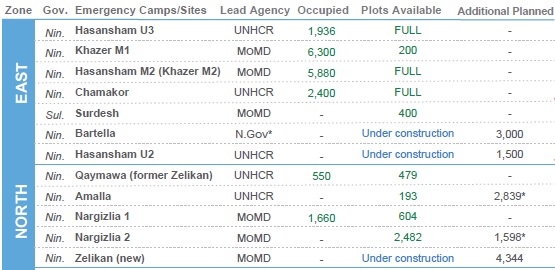 Zone Gov. Emergency Camps/Sites Lead Agency Occupied Plots Available Additional Planned
EAST
Nin. Hasansham U3 UNHCR 1,936 FULL -
Nin. Khazer M1 MoMD 6,300 200 -
Nin. Hasansham M2 (Khazer M2) MoMD 5,880 FULL -
Nin. Chamakor UNHCR 2,400 FULL -
Sul. Surdesh MoMD - 400 -
Nin. Bartella N.Gov* - Under construction 3,000
Nin. Hasansham U2 UNHCR - Under construction 1,500
NORTH
Nin. Qaymawa (former Zelikan) UNHCR 550 479 -
Nin. Amalla UNHCR - 193 2,839*
Nin. Nargizlia 1 MoMD 1,660 604 -
Nin. Nargizlia 2 MoMD - 2,482 1,598*
Nin. Zelikan (new) MoMD - Under construction 4,344